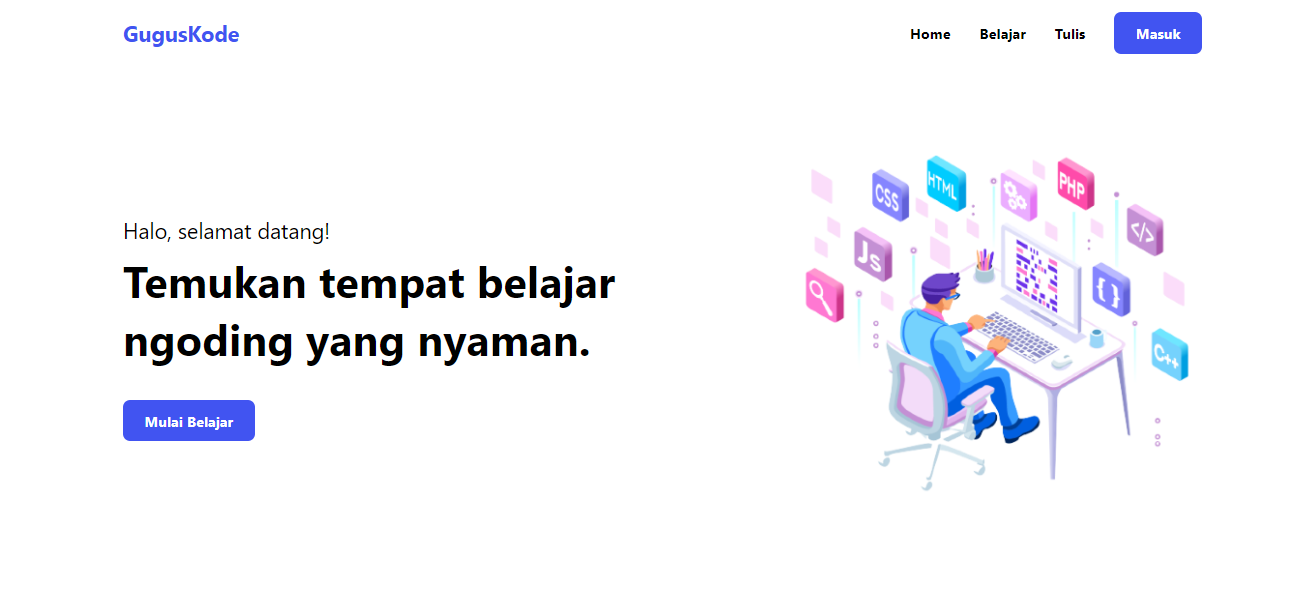 GugusKode
Home
Belajar
Tulis
Masuk
Halo, selamat datang!
Temukan tempat belajar
ngoding yang nyaman.
Mulai Belajar
CSS
HTML
PHP
</>
Js
{ }
C++